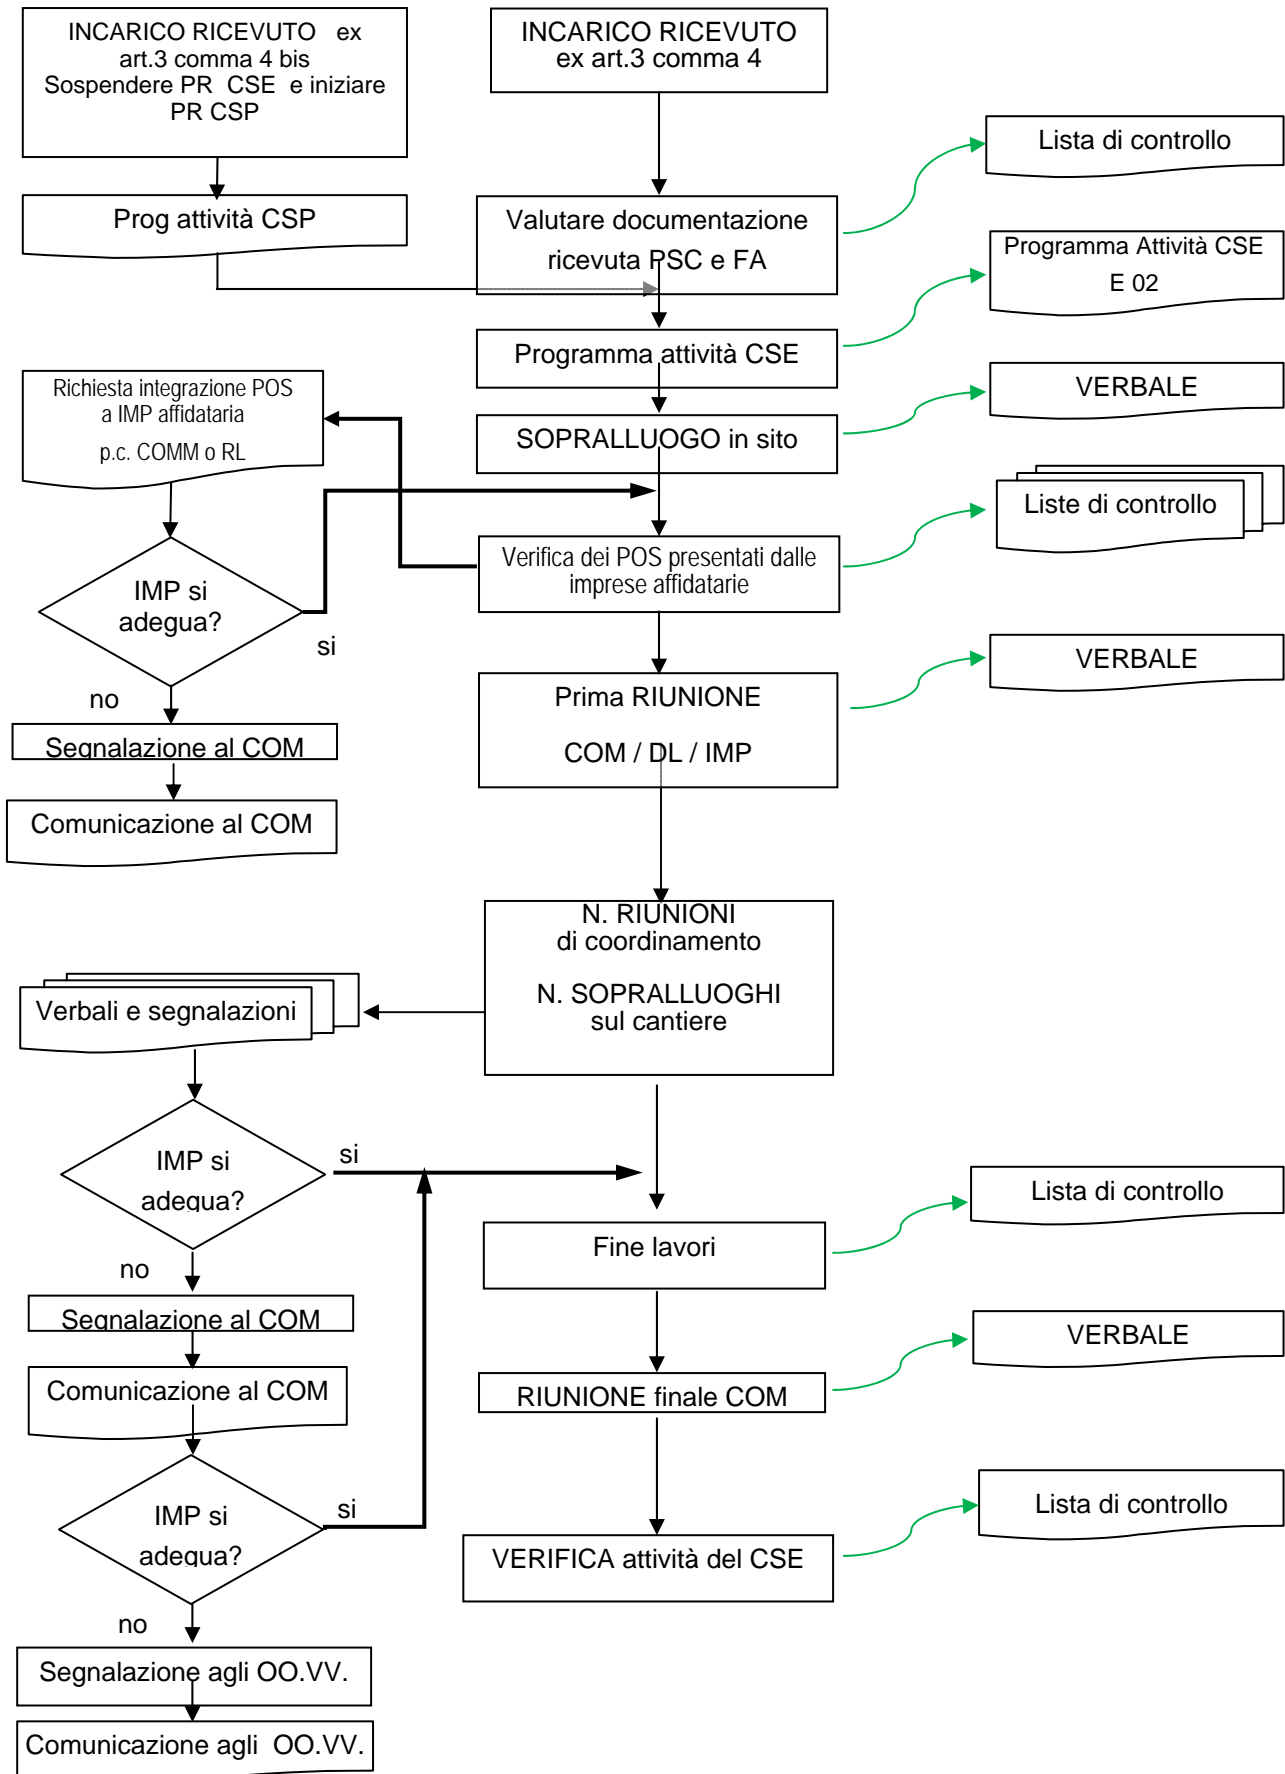 INCARICO RICEVUTO ex
art.3 comma 4 bis
Sospendere PR CSE e iniziare
PR CSP
INCARICO RICEVUTO
ex art.3 comma 4
Lista di controllo
Prog attività CSP
Valutare documentazione
ricevuta PSC e FA
Programma Attività CSE
E 02
Programma attività CSE
Richiesta integrazione POS
a IMP affidataria
p.c. COMM o RL
VERBALE
SOPRALLUOGO in sito
Liste di controllo
Verifica dei POS presentati dalle
imprese affidatarie
IMP si
adegua?
si
no
VERBALE
Prima RIUNIONE
COM / DL / IMP
Segnalazione al COM
Comunicazione al COM
N. RIUNIONI
di coordinamento
N. SOPRALLUOGHI
sul cantiere
Verbali e segnalazioni
IMP si
adegua?
si
no
Lista di controllo
Fine lavori
Segnalazione al COM
VERBALE
Comunicazione al COM
RIUNIONE finale COM
IMP si
adegua?
si
no
Lista di controllo
VERIFICA attività del CSE
Segnalazione agli OO.VV.
Comunicazione agli OO.VV.